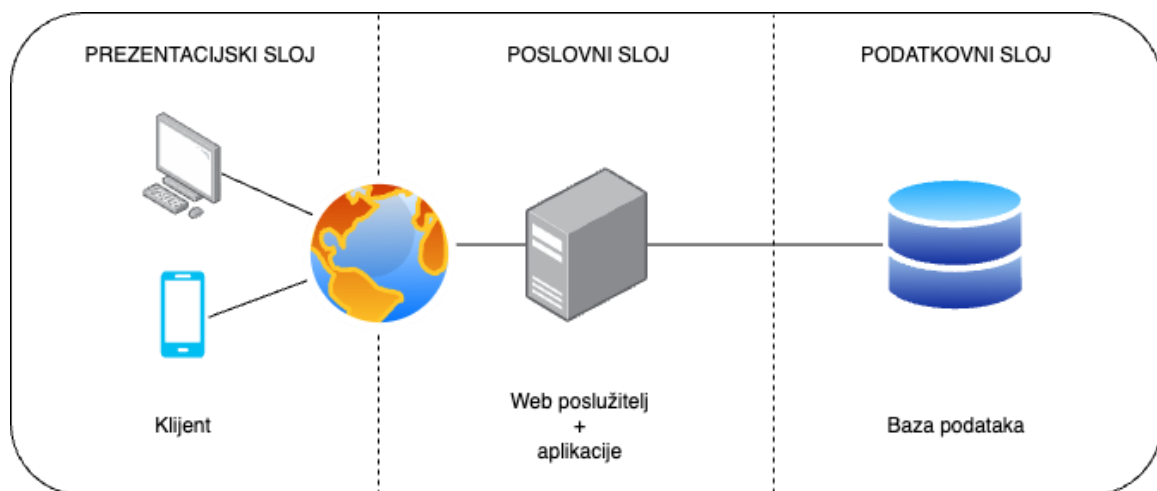 PREZENTACIJSKI SLOJ
POSLOVNI SLOJ
PODATKOVNI SLOJ
Klijent
Web poslužitelj
+
aplikacije
Baza podataka